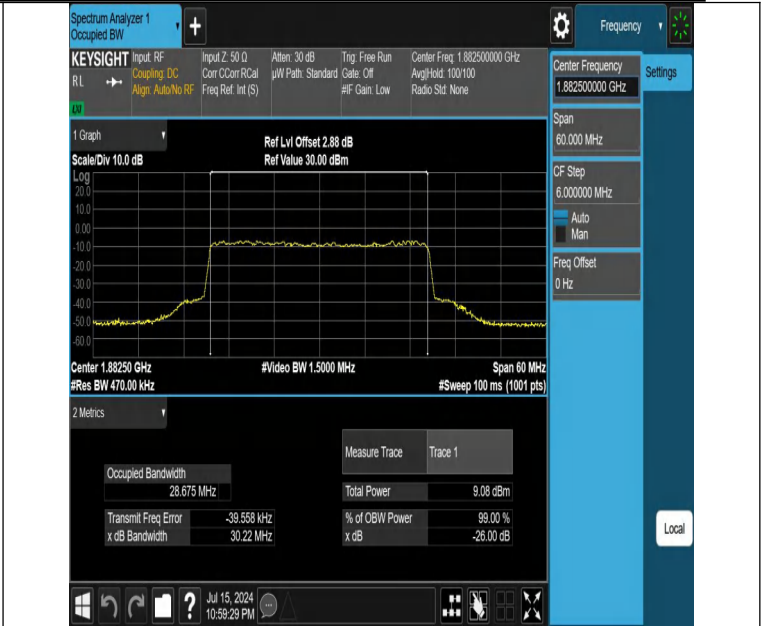 Spectrum Analyzer 1
Occupied BW
Frequency
KEYSIGHT
RL
LXI
Input: RF
Coupling: DC
Align: Auto/No RF
Input Z: 50 Ω
Corr CCorr RCal
Freq Ref: Int (S)
Atten: 30 dB
µW Path: Standard
Trig: Free Run
Gate: Off
#IF Gain: Low
Center Freq: 1.882500000 GHz
Avg|Hold: 100/100
Radio Std: None
Center Frequency
1.882500000 GHz
Settings
Span
60.000 MHz
CF Step
6.000000 MHz
Auto
Man
Freq Offset
0 Hz
1 Graph
Ref Lvl Offset 2.88 dB
Scale/Div 10.0 dB
Ref Value 30.00 dBm
Log
20.0
10.0
0.00
-10.0
-20.0
-30.0
-40.0
-50.0
-60.0
Center 1.88250 GHz
#Video BW 1.5000 MHz
Span 60 MHz
#Res BW 470.00 kHz
#Sweep 100 ms (1001 pts)
2 Metrics
Measure Trace Trace 1
Occupied Bandwidth
28.675 MHz
Total Power 9.08 dBm
Transmit Freq Error -39.558 kHz
% of OBW Power 99.00 %
x dB Bandwidth 30.22 MHz
x dB -26.00 dB
Local
?
Jul 15, 2024
10:59:29 PM